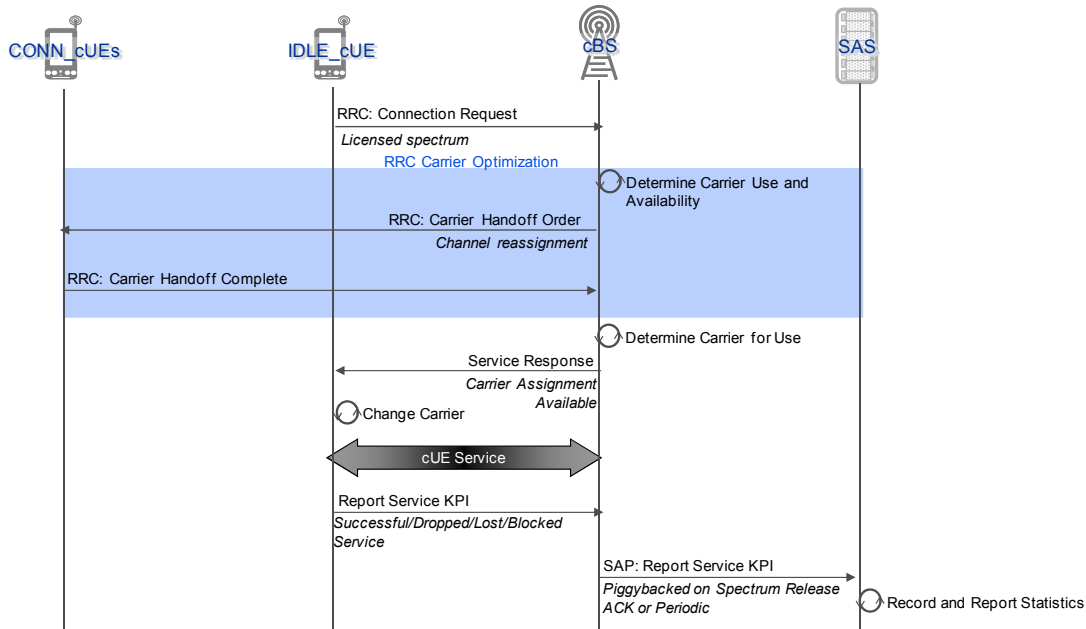 CONN_cUEs
IDLE_cUE
cBS
SAS
RRC: Connection Request
Licensed spectrum
RRC Carrier Optimization
Determine Carrier Use and
Availability
RRC: Carrier Handoff Order
Channel reassignment
RRC: Carrier Handoff Complete
Determine Carrier for Use
Service Response
Carrier Assignment
Available
Change Carrier
cUE Service
Report Service KPI
Successful/Dropped/Lost/Blocked
Service
SAP: Report Service KPI
Piggybacked on Spectrum Release
ACK or Periodic
Record and Report Statistics